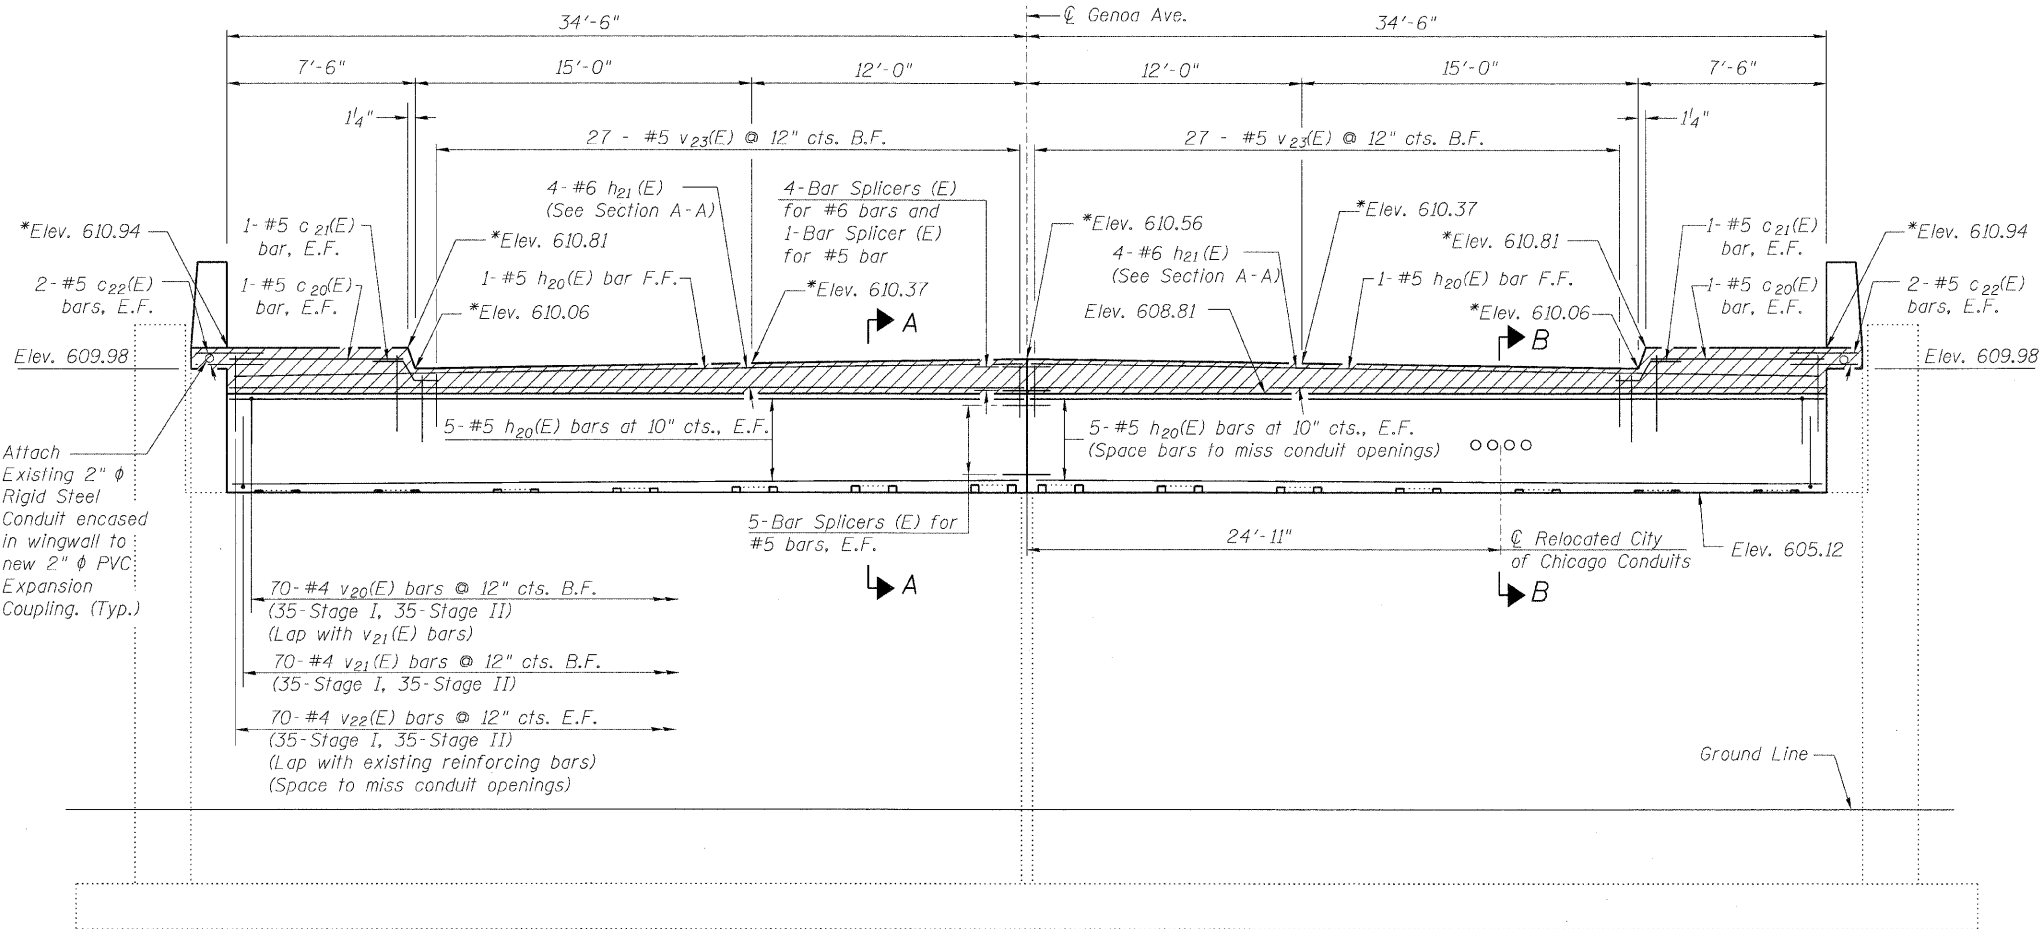 ℄ Genoa Ave.
34'-6"
34'-6"
7'-6"
15'-0"
12'-0"
12'-0"
15'-0"
7'-6"
1¼"
1¼"
27 - #5 v23(E) @ 12" cts. B.F.
27 - #5 v23(E) @ 12" cts. B.F.
4-#6 h21(E)
(See Section A-A)
4-Bar Splicers (E)
for #6 bars and
1-Bar Splicer (E)
for #5 bar
*Elev. 610.56
*Elev. 610.37
*Elev. 610.94
1-#5 c21(E)
bar, E.F.
*Elev. 610.81
1-#5 h20(E) bar F.F.
*Elev. 610.37
4-#6 h21(E)
(See Section A-A)
*Elev. 610.81
1-#5 h20(E) bar F.F.
1-#5 c21(E)
bar, E.F.
*Elev. 610.94
2-#5 c22(E)
bars, E.F.
1-#5 c20(E)
bar, E.F.
*Elev. 610.06
A
Elev. 608.81
*Elev. 610.06
B
1-#5 c20(E)
bar, E.F.
2-#5 c22(E)
bars, E.F.
Elev. 609.98
Elev. 609.98
5-#5 h20(E) bars at 10" cts., E.F.
5-#5 h20(E) bars at 10" cts., E.F.
(Space bars to miss conduit openings)
Attach
Existing 2" ϕ
Rigid Steel
Conduit encased
in wingwall to
new 2" ϕ PVC
Expansion
Coupling. (Typ.)
5-Bar Splicers (E) for
#5 bars, E.F.
24'-11"
℄ Relocated City
of Chicago Conduits
Elev. 605.12
A
B
70-#4 v20(E) bars @ 12" cts. B.F.
(35-Stage I, 35-Stage II)
(Lap with v21(E) bars)
70-#4 v21(E) bars @ 12" cts. B.F.
(35-Stage I, 35-Stage II)
70-#4 v22(E) bars @ 12" cts. E.F.
(35-Stage I, 35-Stage II)
(Lap with existing reinforcing bars)
(Space to miss conduit openings)
Ground Line